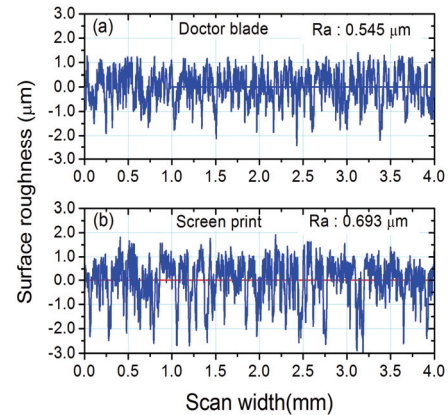 (a) Doctor blade Ra : 0.545 μm
3.0
2.0
1.0
0.0
-1.0
-2.0
-3.0
0.0 0.5 1.0 1.5 2.0 2.5 3.0 3.5 4.0
(b) Screen print Ra : 0.693 μm
3.0
2.0
1.0
0.0
-1.0
-2.0
-3.0
0.0 0.5 1.0 1.5 2.0 2.5 3.0 3.5 4.0
Surface roughness (μm)
Scan width(mm)